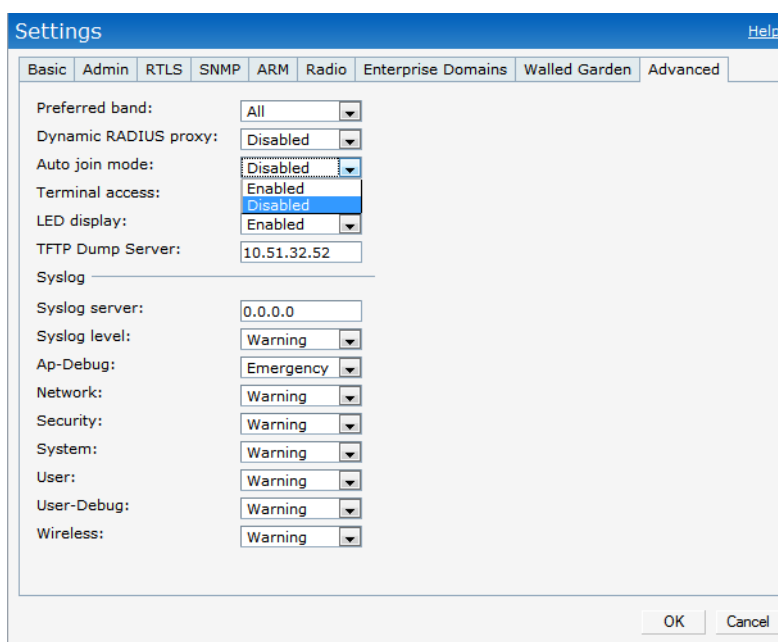 Settings Help
Basic Admin RTLS SNMP ARM Radio Enterprise Domains Walled Garden Advanced
Preferred band: All
Dynamic RADIUS proxy: Disabled
Auto join mode: Disabled
Terminal access: Enabled
Disabled
LED display: Enabled
TFTP Dump Server: 10.51.32.52
Syslog
Syslog server: 0.0.0.0
Syslog level: Warning
Ap-Debug: Emergency
Network: Warning
Security: Warning
System: Warning
User: Warning
User-Debug: Warning
Wireless: Warning
OK Cancel